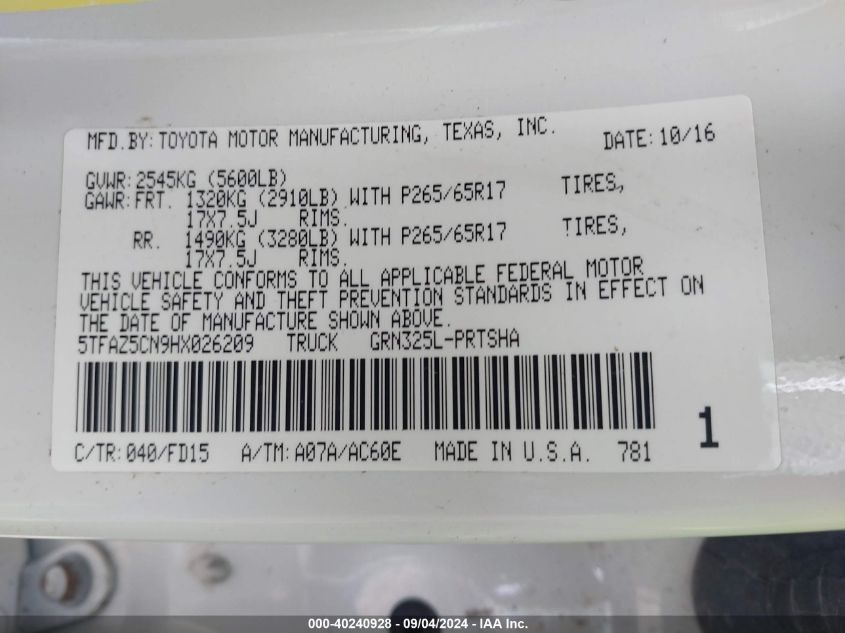 MFD.BY: TOYOTA MOTOR MANUFACTURING, TEXAS, INC. DATE: 10/16
GVWR: 2545KG (5600LB)
GAWR: FRT. 1320KG (2910LB) WITH P265/65R17 TIRES,
17X7.5J RIMS.
RR. 1490KG (3280LB) WITH P265/65R17 TIRES,
17X7.5J RIMS.
THIS VEHICLE CONFORMS TO ALL APPLICABLE FEDERAL MOTOR
VEHICLE SAFETY AND THEFT PREVENTION STANDARDS IN EFFECT ON
THE DATE OF MANUFACTURE SHOWN ABOVE.
5TFAZ5CN9HX026209 TRUCK GRN325L-PRTSHA
1
C/TR: 040/FD15 A/TM: A07A/AC60E MADE IN U.S.A. 781
000-40240928 - 09/04/2024 - IAA Inc.